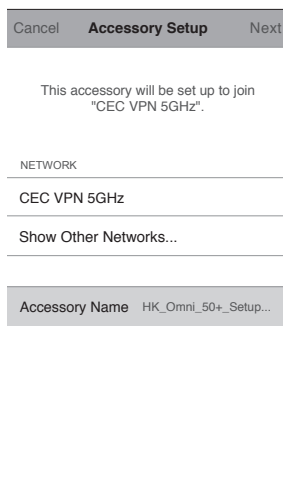 Cancel Accessory Setup Next
This accessory will be set up to join
"CEC VPN 5GHz".
NETWORK
CEC VPN 5GHz
Show Other Networks...
Accessory Name HK_Omni_50+_Setup...